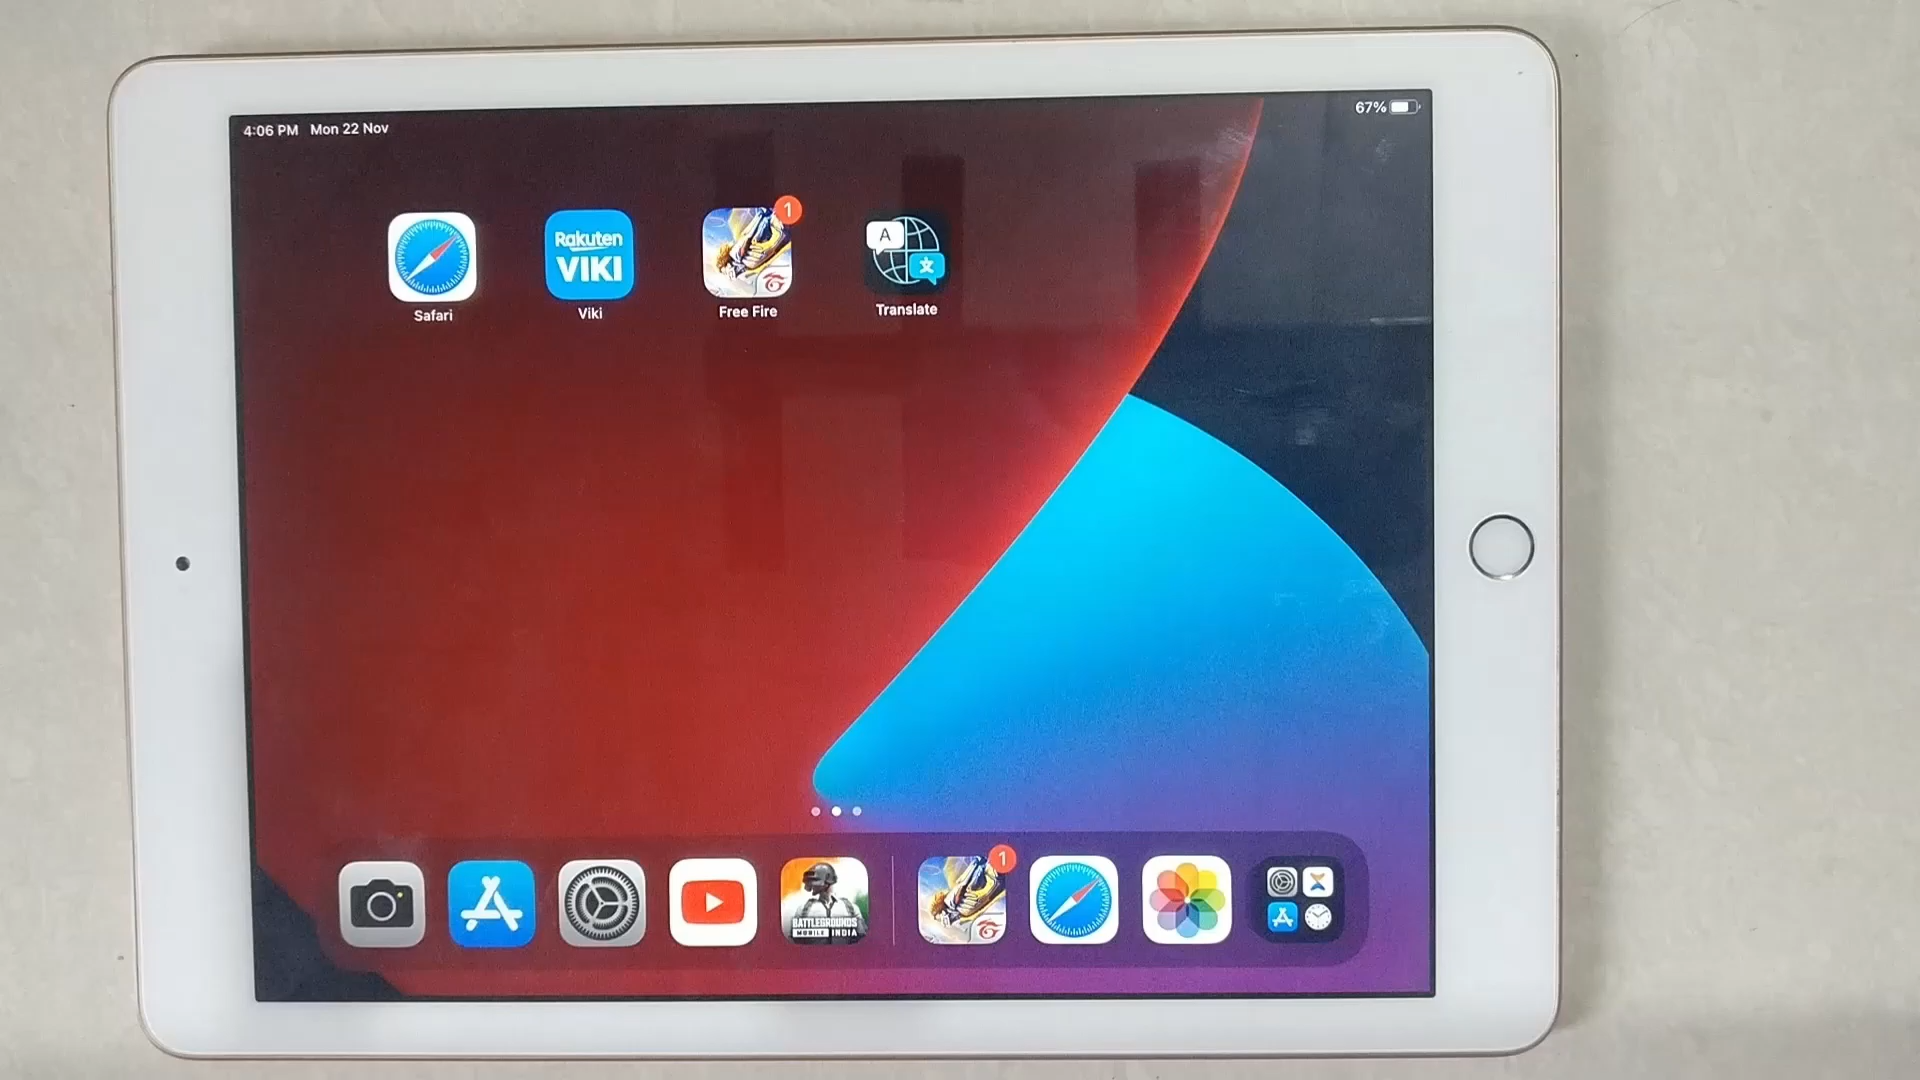 4:06 PM Mon 22 Nov
67%
Rakuten
VIKI
1
A
文
Safari
Viki
Free Fire
Translate
1
BATTLEGROUNDS
MOBILE INDIA